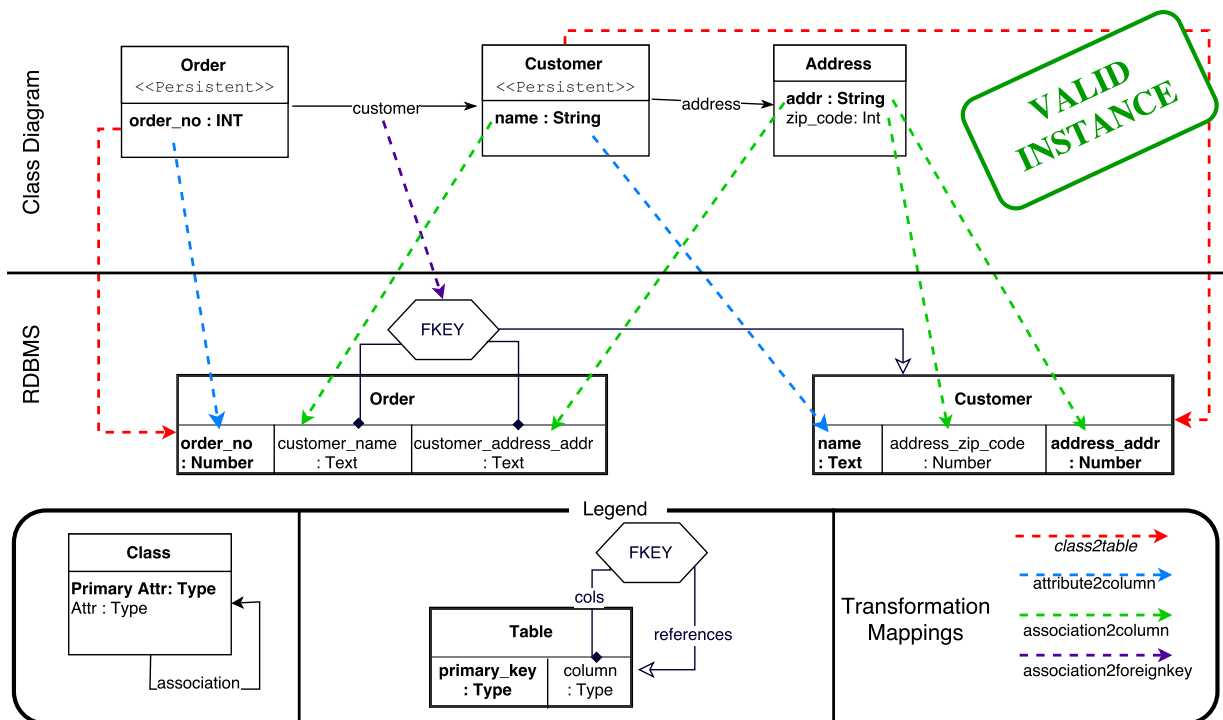 Class Diagram
Order
<<Persistent>>
order_no : INT
customer
Customer
<<Persistent>>
name : String
address
Address
addr : String
zip_code: Int
VALID
INSTANCE
RDBMS
FKEY
Order
order_no
: Number
customer_name
: Text
customer_address_addr
: Text
Customer
name
: Text
address_zip_code
: Number
address_addr
: Number
Legend
Class
Primary Attr: Type
Attr : Type
association
FKEY
cols
references
Table
primary_key
: Type
column
: Type
Transformation
Mappings
class2table
attribute2column
association2column
association2foreignkey